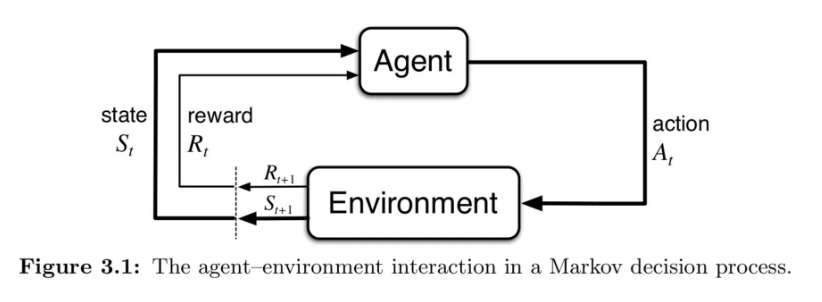 Agent
state
S_t
reward
R_t
action
A_t
R_{t+1}
S_{t+1}
Environment
Figure 3.1: The agent–environment interaction in a Markov decision process.